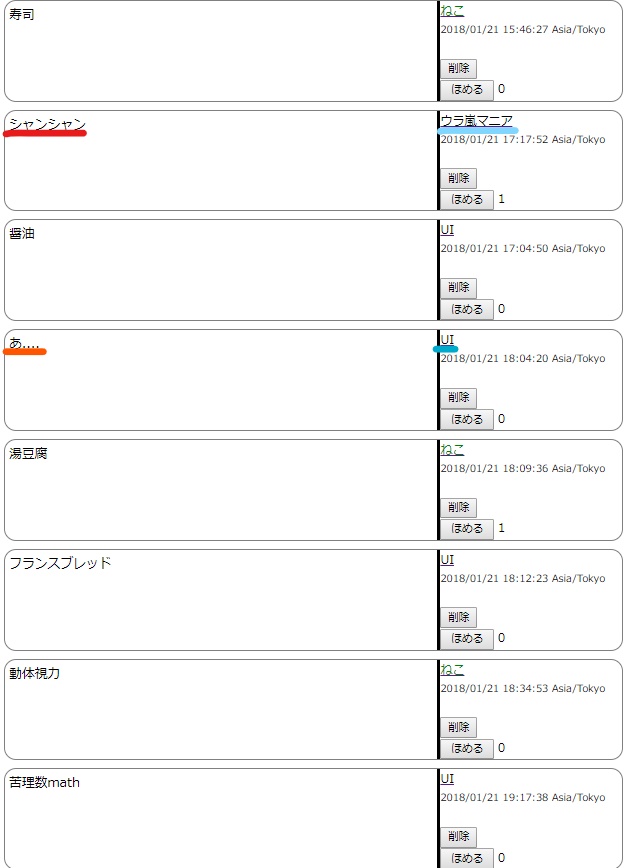 寿司
ねこ
2018/01/21 15:46:27 Asia/Tokyo
削除
ほめる 0
シャンシャン
ウラ嵐マニア
2018/01/21 17:17:52 Asia/Tokyo
削除
ほめる 1
醤油
UI
2018/01/21 17:04:50 Asia/Tokyo
削除
ほめる 0
あ....
UI
2018/01/21 18:04:20 Asia/Tokyo
削除
ほめる 0
湯豆腐
ねこ
2018/01/21 18:09:36 Asia/Tokyo
削除
ほめる 1
フランスブレッド
UI
2018/01/21 18:12:23 Asia/Tokyo
削除
ほめる 0
動体視力
ねこ
2018/01/21 18:34:53 Asia/Tokyo
削除
ほめる 0
苦理数math
UI
2018/01/21 19:17:38 Asia/Tokyo
削除
ほめる 0